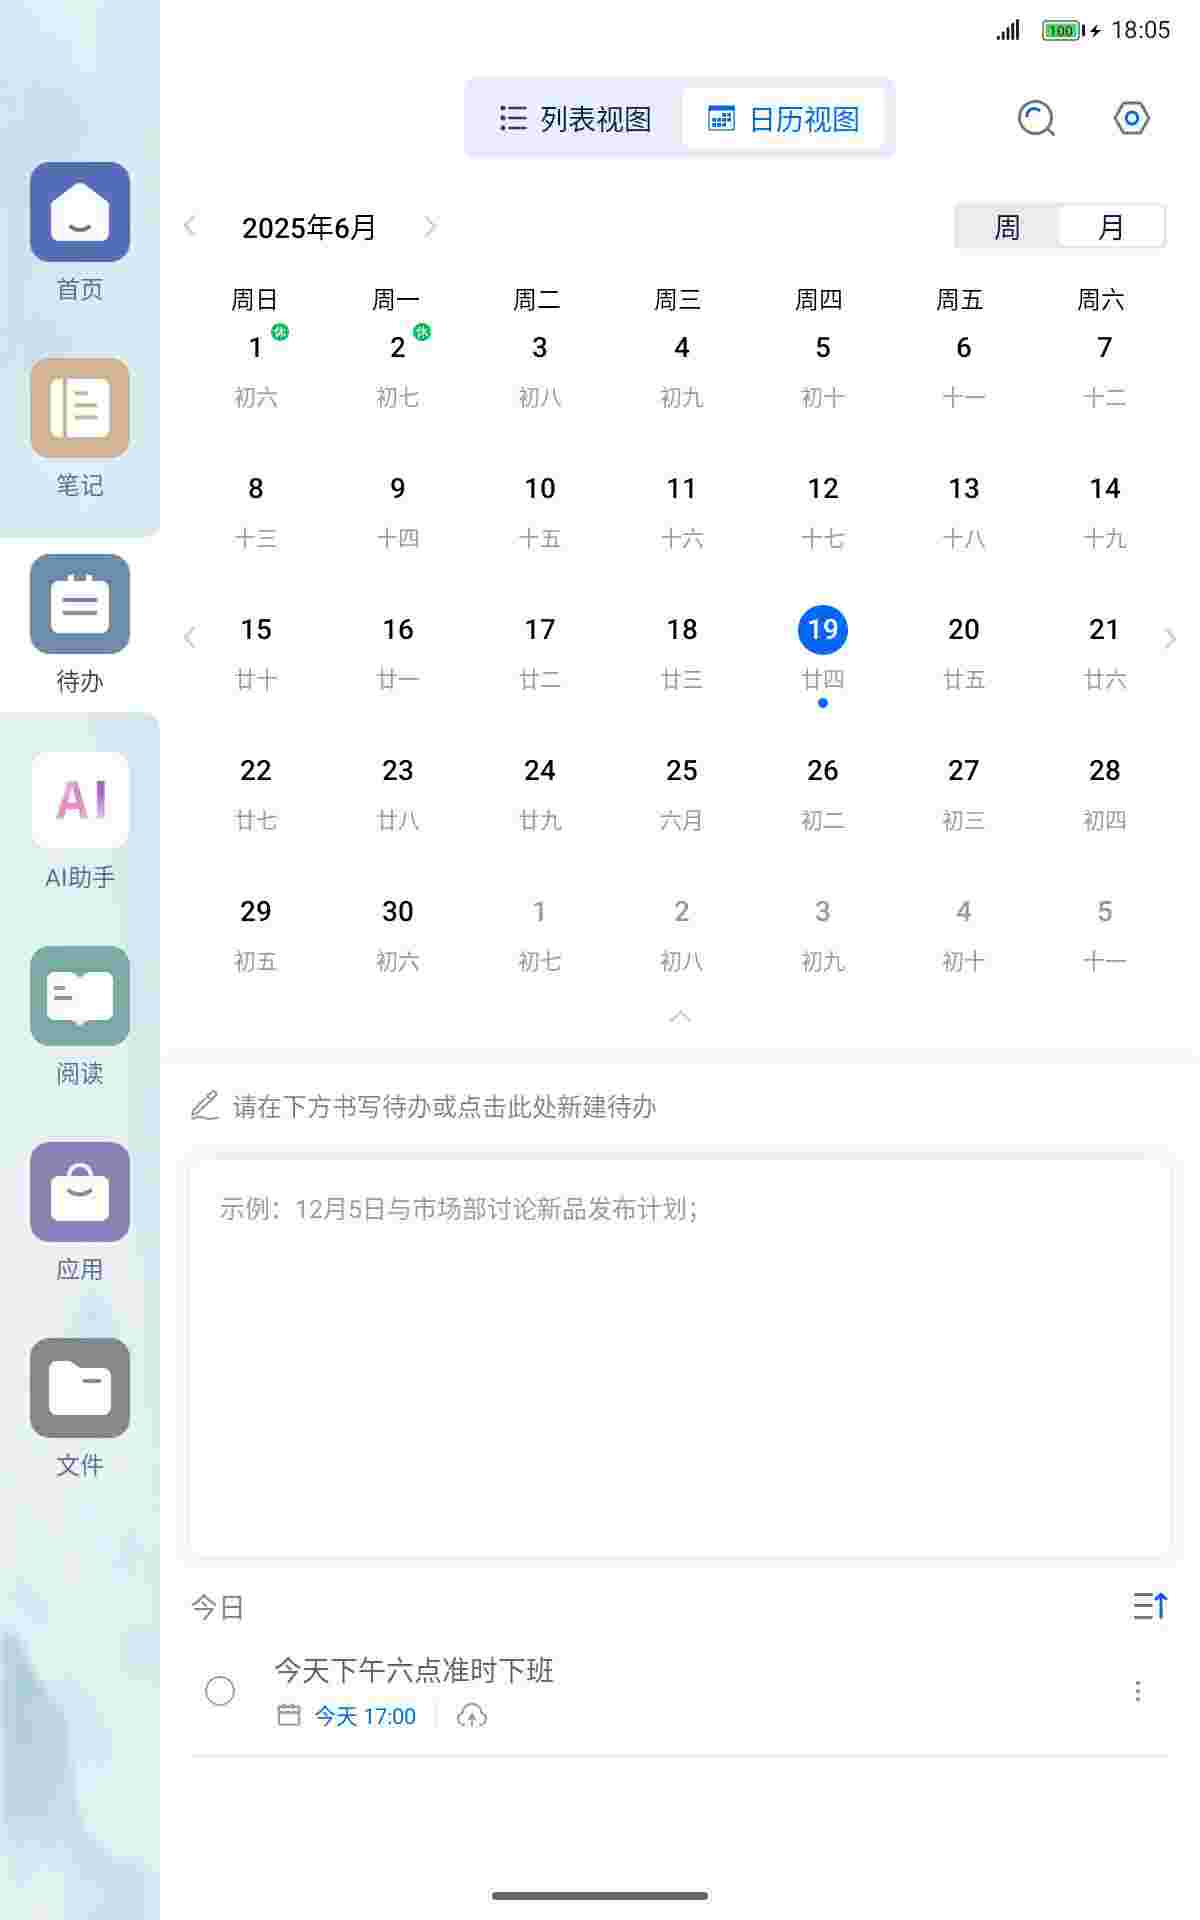 100 18:05
列表视图 日历视图
首页
笔记
待办
AI
AI助手
阅读
应用
文件
2025年6月 周 月
周日 周一 周二 周三 周四 周五 周六
休 休
1 2 3 4 5 6 7
初六 初七 初八 初九 初十 十一 十二
8 9 10 11 12 13 14
十三 十四 十五 十六 十七 十八 十九
15 16 17 18 19 20 21
廿十 廿一 廿二 廿三 廿四 廿五 廿六
22 23 24 25 26 27 28
廿七 廿八 廿九 六月 初二 初三 初四
29 30 1 2 3 4 5
初五 初六 初七 初八 初九 初十 十一
请在下方书写待办或点击此处新建待办
示例：12月5日与市场部讨论新品发布计划;
今日
今天下午六点准时下班
今天 17:00